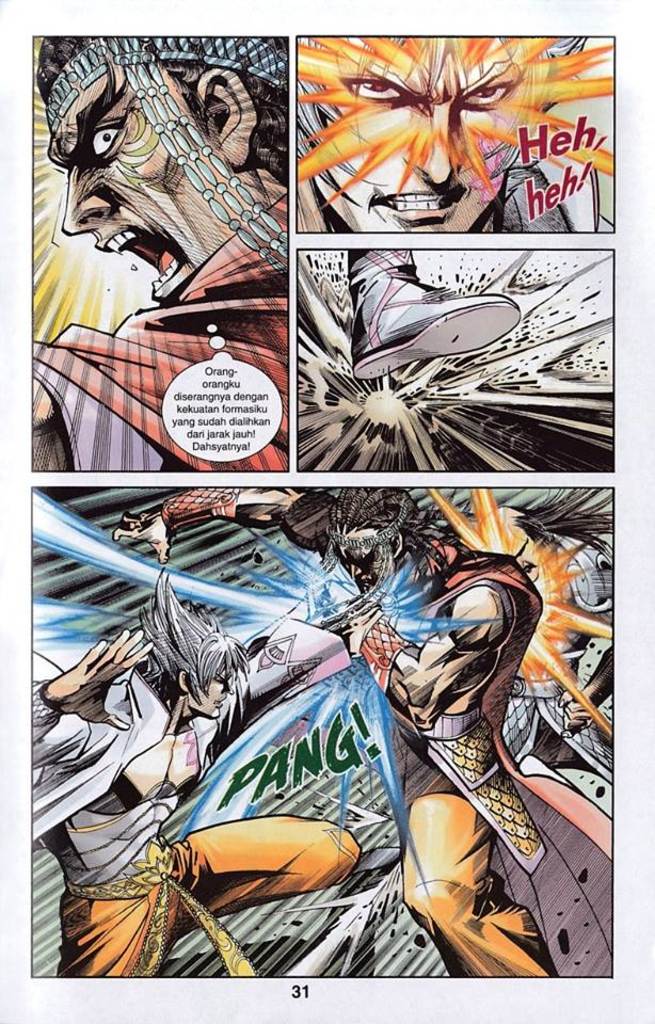 Heh,
heh!
Orang-
orangku
diserangnya dengan
kekuatan formasiku
yang sudah dialihkan
dari jarak jauh!
Dahsyatnya!
PANG!
31